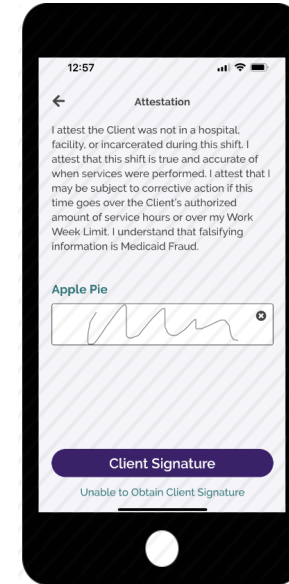 12:57
Attestation
I attest the Client was not in a hospital,
facility, or incarcerated during this shift. I
attest that this shift is true and accurate of
when services were performed. I attest that I
may be subject to corrective action if this
time goes over the Client's authorized
amount of service hours or over my Work
Week Limit. I understand that falsifying
information is Medicaid Fraud.
Apple Pie
Client Signature
Unable to Obtain Client Signature